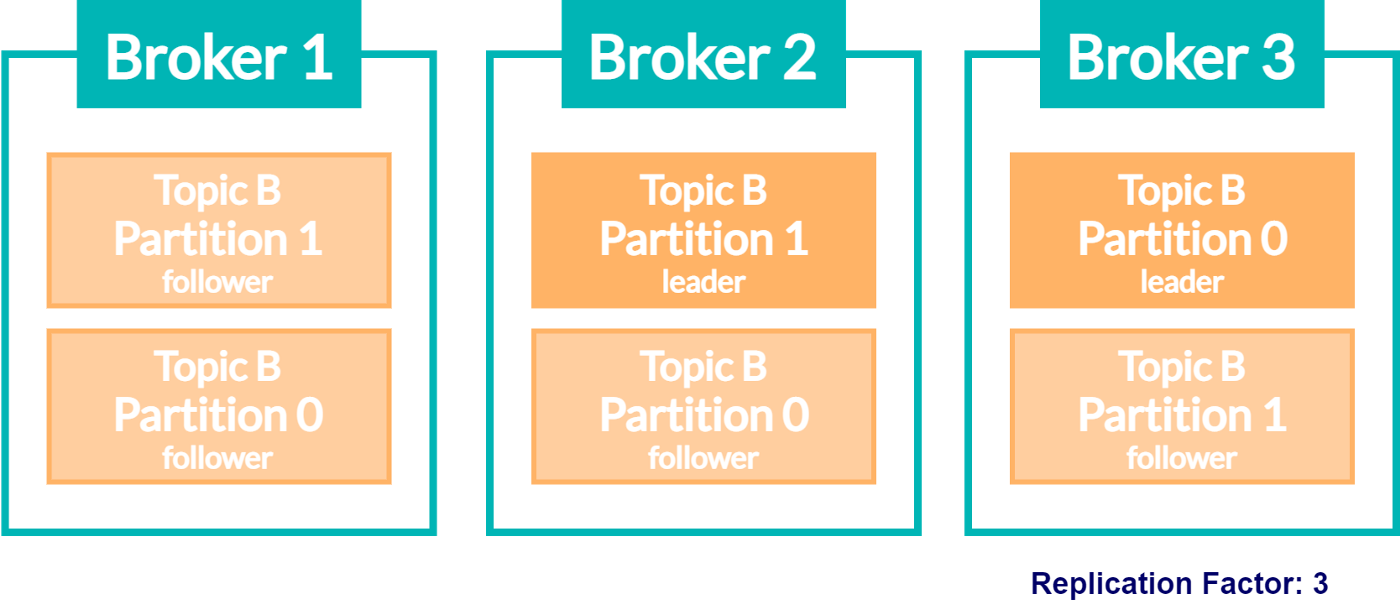 Broker 1
Topic B
Partition 1
follower
Topic B
Partition 0
follower
Broker 2
Topic B
Partition 1
leader
Topic B
Partition 0
follower
Broker 3
Topic B
Partition 0
leader
Topic B
Partition 1
follower
Replication Factor: 3